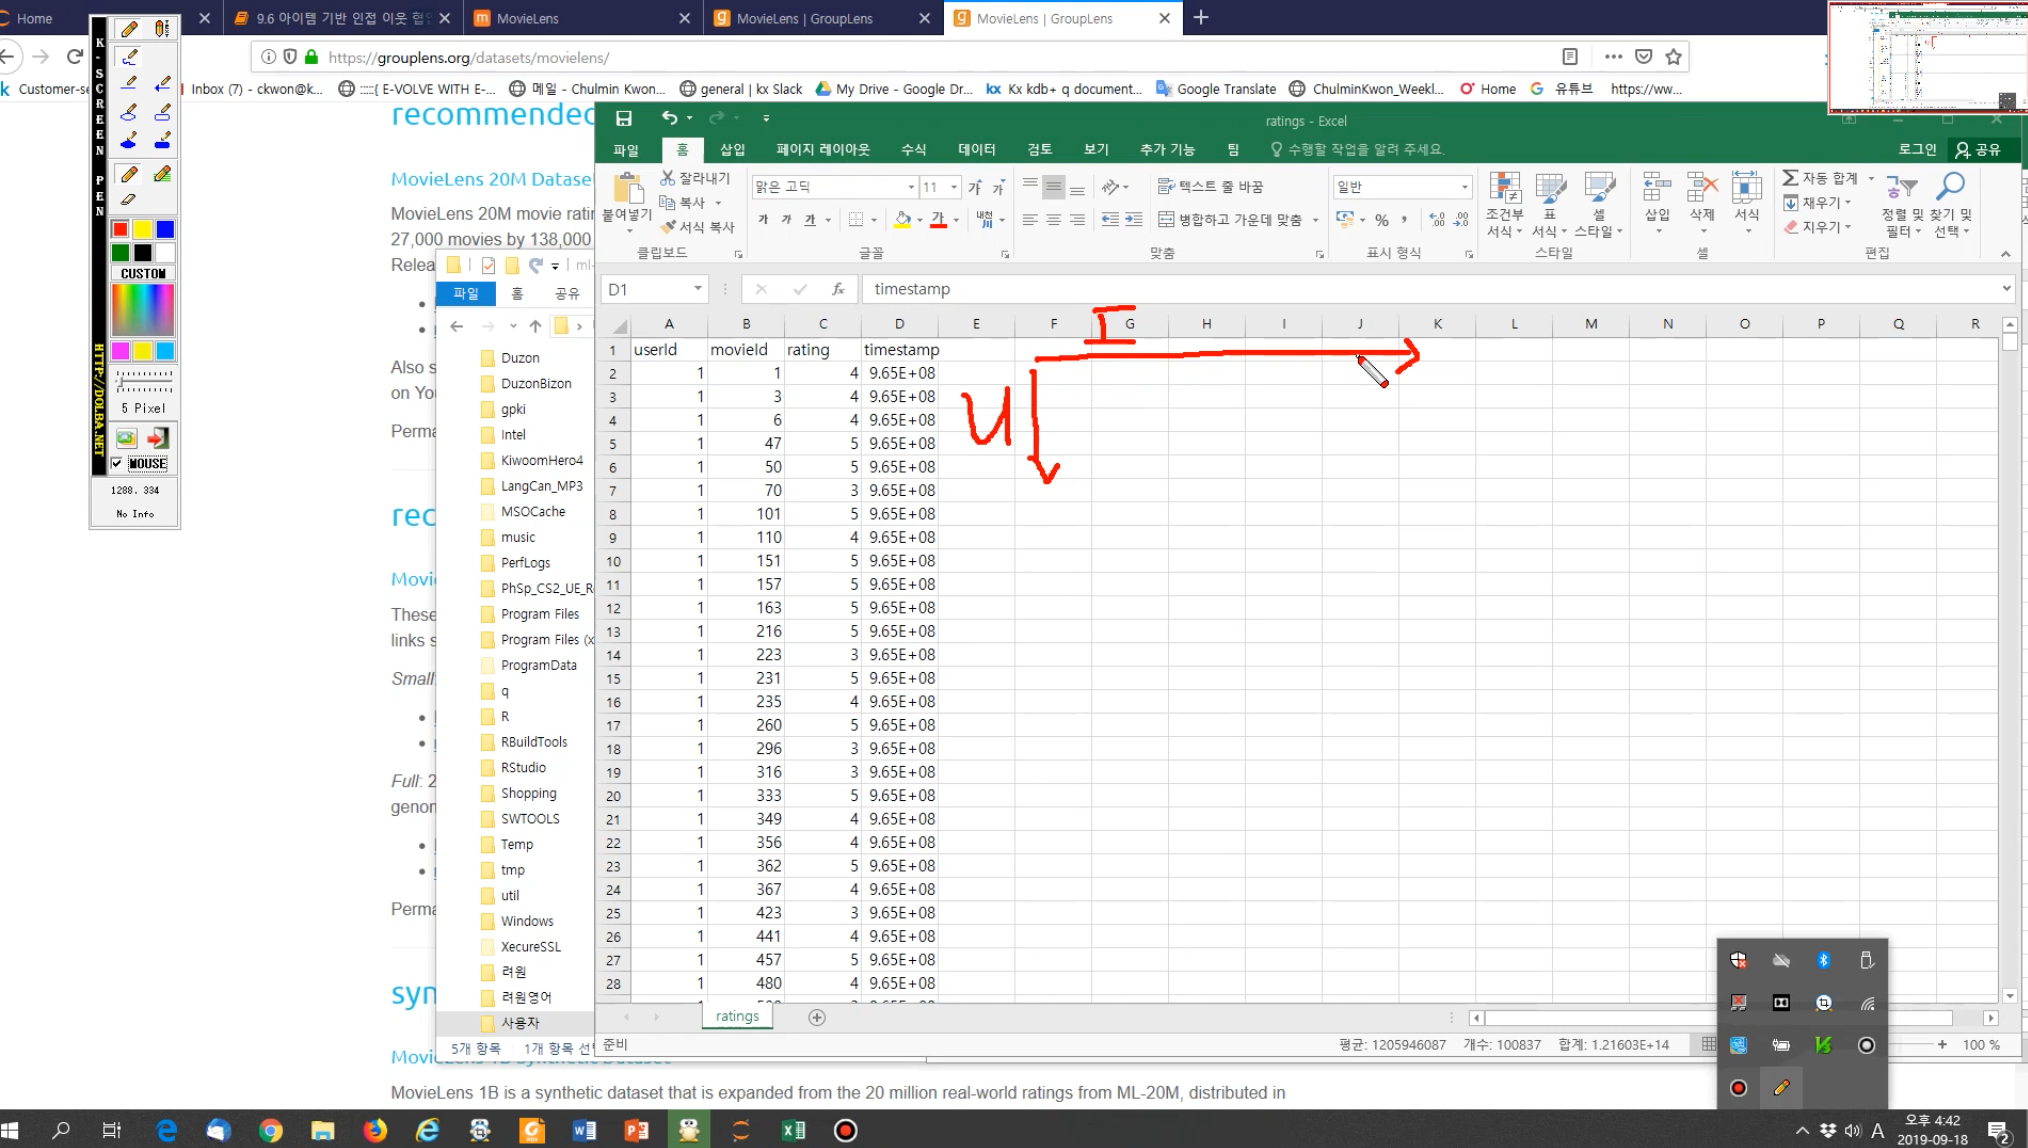 Home
9.6 아이템 기반 인접 이웃 협
MovieLens
MovieLens | GroupLens
MovieLens | GroupLens
https://grouplens.org/datasets/movielens/
Customer-se
Inbox (7) - ckwon@k...
:::::{ E-VOLVE WITH E-...
메일 - Chulmin Kwon...
general | kx Slack
My Drive - Google Dr...
Kx kdb+ q document...
Google Translate
ChulminKwon_Weekl...
Home
유튜브
https://ww...
K-SCREEN PEN
HTTP://DOLBA.NET
CUSTOM
5 Pixel
MOUSE
1288. 334
No Info
recommended
MovieLens 20M Datase
MovieLens 20M movie ratin
27,000 movies by 138,000
Relea
Also s
on You
Perma
rec
Movi
These
links s
Small
Full: 2
genom
Perma
syn
MovieLens 1B Synthetic Dataset
MovieLens 1B is a synthetic dataset that is expanded from the 20 million real-world ratings from ML-20M, distributed in
ml-
파일 홈 공유
Duzon
DuzonBizon
gpki
Intel
KiwoomHero4
LangCan_MP3
MSOCache
music
PerfLogs
PhSp_CS2_UE_R
Program Files
Program Files (x
ProgramData
q
R
RBuildTools
RStudio
Shopping
SWTOOLS
Temp
tmp
util
Windows
XecureSSL
려원
려원영어
사용자
5개 항목 1개 항목 선
ratings - Excel
파일 홈 삽입 페이지 레이아웃 수식 데이터 검토 보기 추가 기능 팀 수행할 작업을 알려 주세요. 로그인 공유
붙여넣기
잘라내기
복사
서식 복사
클립보드
맑은 고딕 11
가 가 가 가 내천
글꼴
텍스트 줄 바꿈
병합하고 가운데 맞춤
맞춤
일반
%
표시 형식
조건부 서식
표 서식
셀 스타일
스타일
삽입 삭제 서식
셀
자동 합계
채우기
지우기
정렬 및 필터
찾기 및 선택
편집
D1 fx timestamp
A B C D E F G H I J K L M N O P Q R
1 userId movieId rating timestamp
2 1 1 4 9.65E+08
3 1 3 4 9.65E+08
4 1 6 4 9.65E+08
5 1 47 5 9.65E+08
6 1 50 5 9.65E+08
7 1 70 3 9.65E+08
8 1 101 5 9.65E+08
9 1 110 4 9.65E+08
10 1 151 5 9.65E+08
11 1 157 5 9.65E+08
12 1 163 5 9.65E+08
13 1 216 5 9.65E+08
14 1 223 3 9.65E+08
15 1 231 5 9.65E+08
16 1 235 4 9.65E+08
17 1 260 5 9.65E+08
18 1 296 3 9.65E+08
19 1 316 3 9.65E+08
20 1 333 5 9.65E+08
21 1 349 4 9.65E+08
22 1 356 4 9.65E+08
23 1 362 5 9.65E+08
24 1 367 4 9.65E+08
25 1 423 3 9.65E+08
26 1 441 4 9.65E+08
27 1 457 5 9.65E+08
28 1 480 4 9.65E+08
I
U
ratings
준비
평균: 1205946087 개수: 100837 합계: 1.21603E+14
100 %
A
오후 4:42
2019-09-18
2